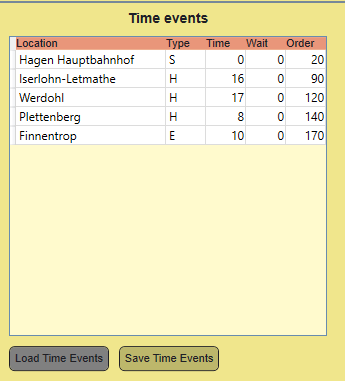 Time events
Location Type Time Wait Order
Hagen Hauptbahnhof S 0 0 20
Iserlohn-Letmathe H 16 0 90
Werdohl H 17 0 120
Plettenberg H 8 0 140
Finnentrop E 10 0 170
Load Time Events Save Time Events